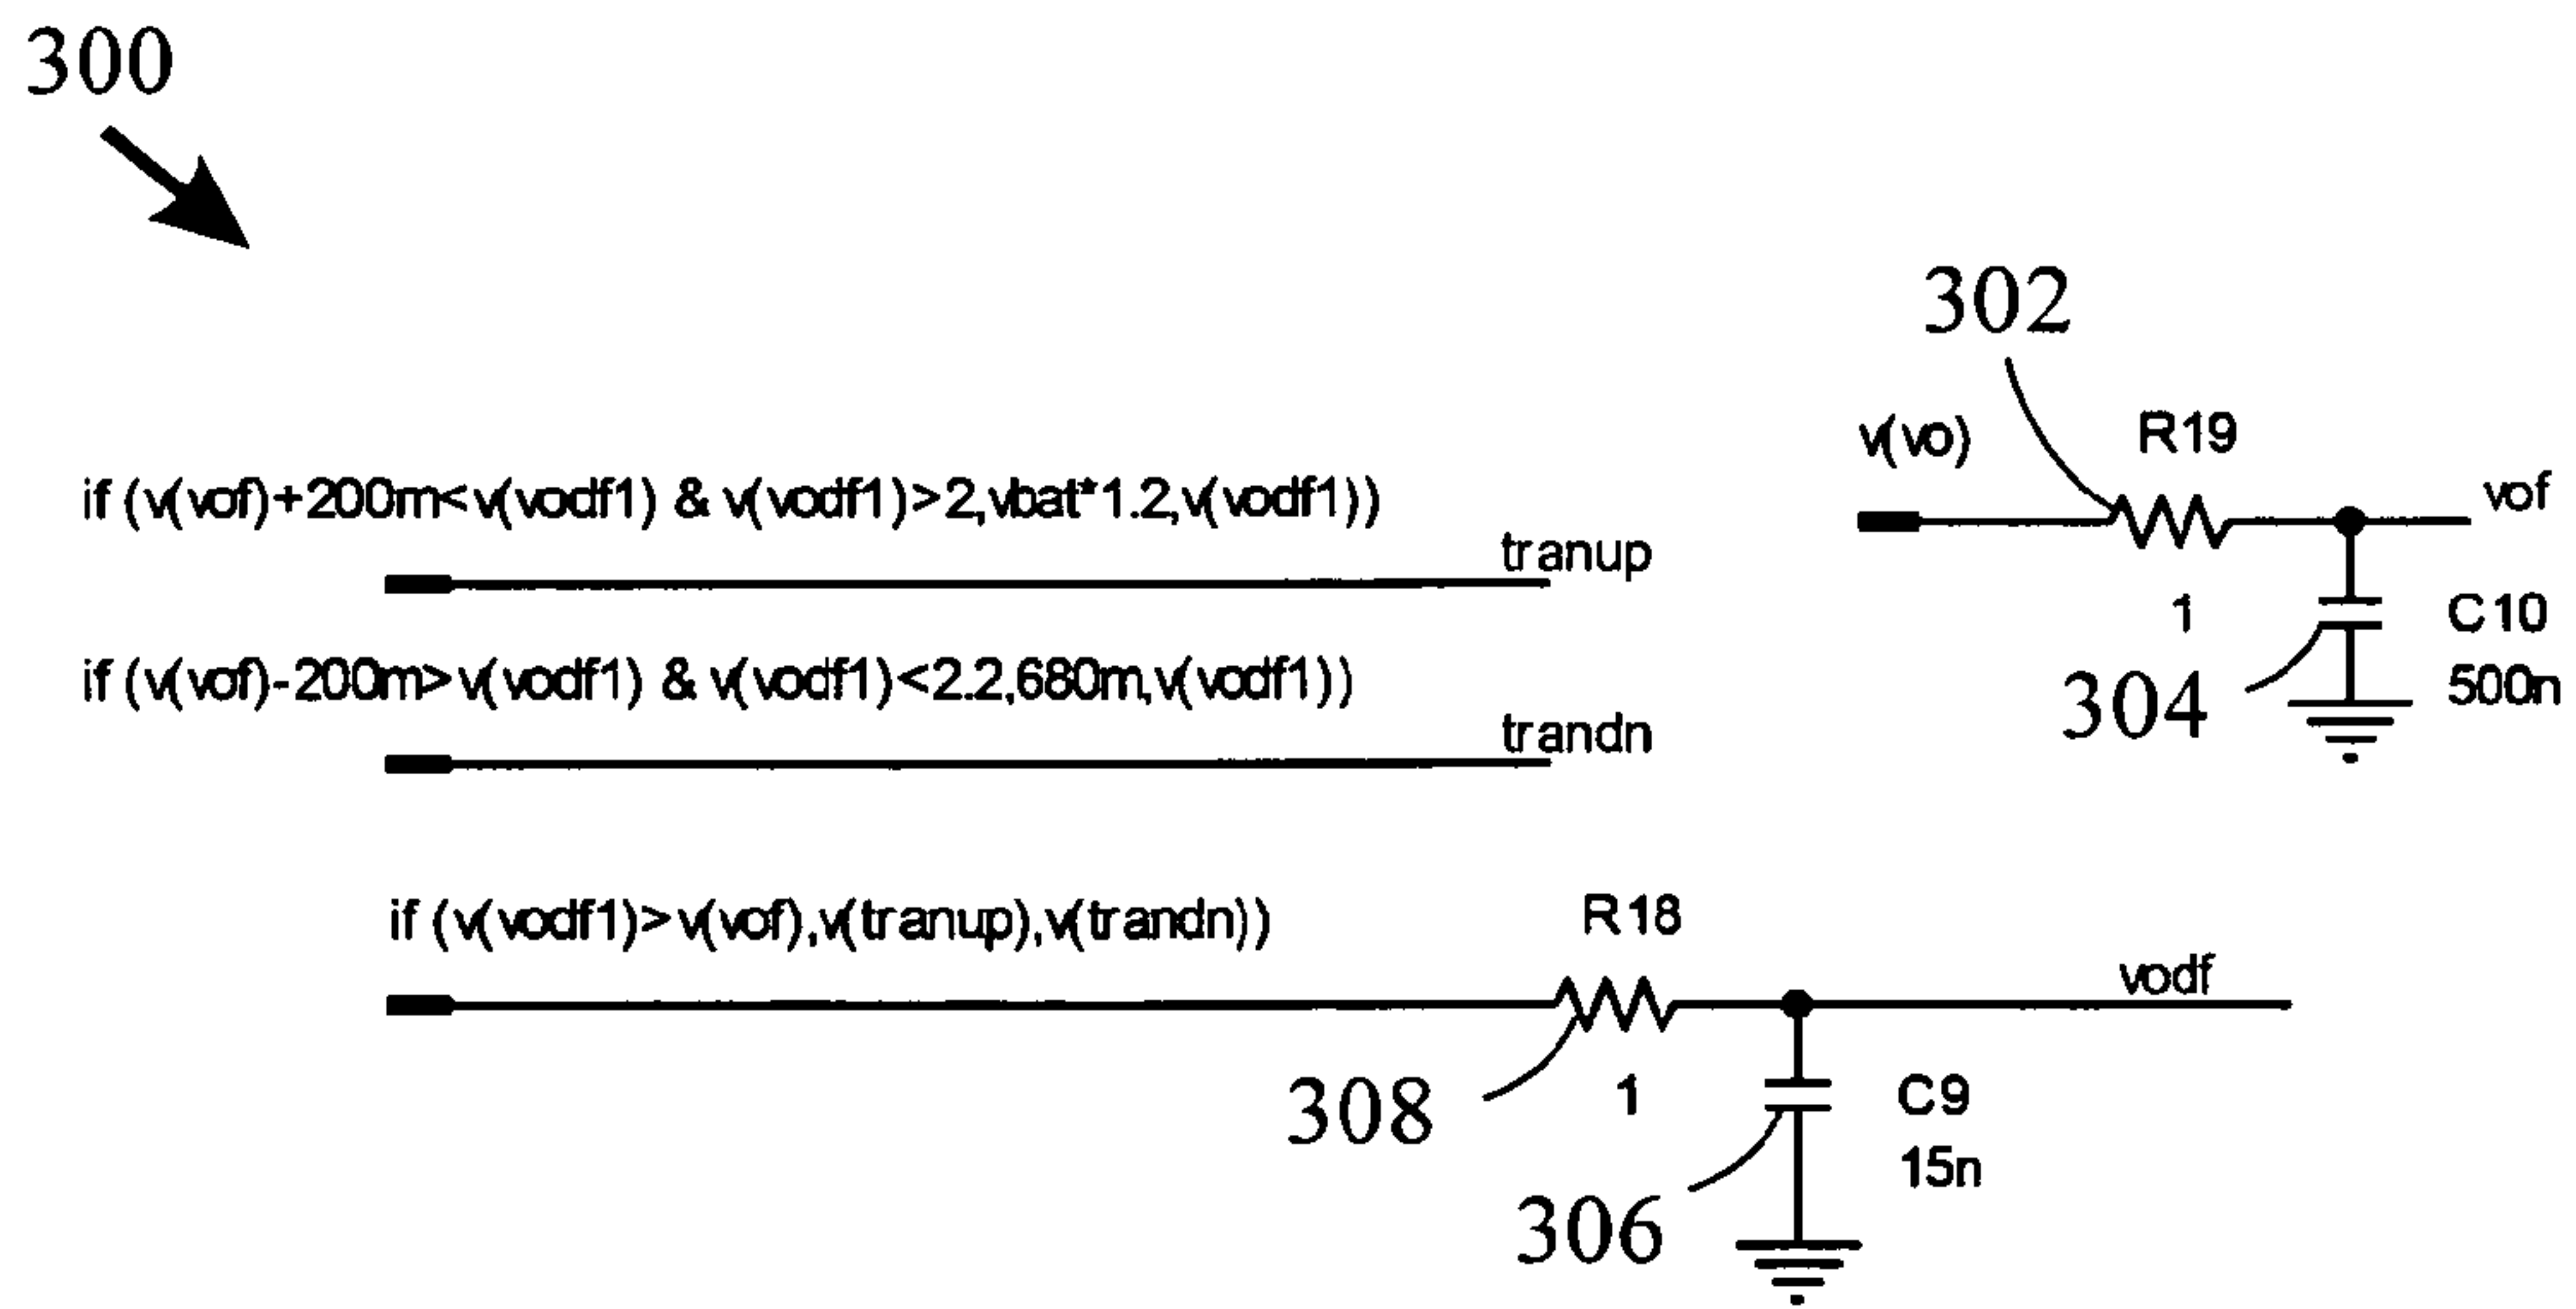 300
302
v(vo)
R19
vof
if (v(vof)+200m<v(vodf1) & v(vodf1)>2,vbat*1.2,v(vodf1))
tranup
1
C10
500n
304
if (v(vof)-200m>v(vodf1) & v(vodf1)<2.2,680m,v(vodf1))
trandn
if (v(vodf1)>v(vof),v(tranup),v(trandn))
R18
vodf
308
1
C9
15n
306